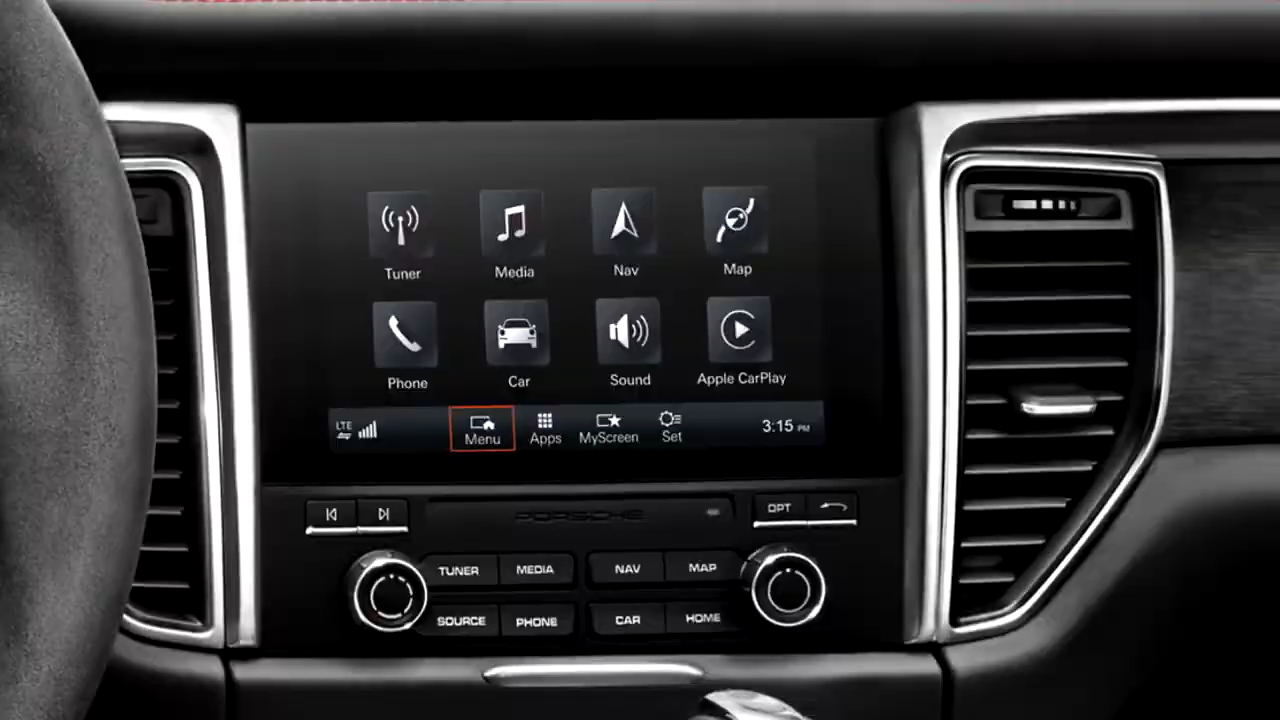 Tuner Media Nav Map
Phone Car Sound Apple CarPlay
LTE
Menu Apps MyScreen Set
3:15 PM
PORSCHE
OPT
TUNER MEDIA NAV MAP
SOURCE PHONE CAR HOME